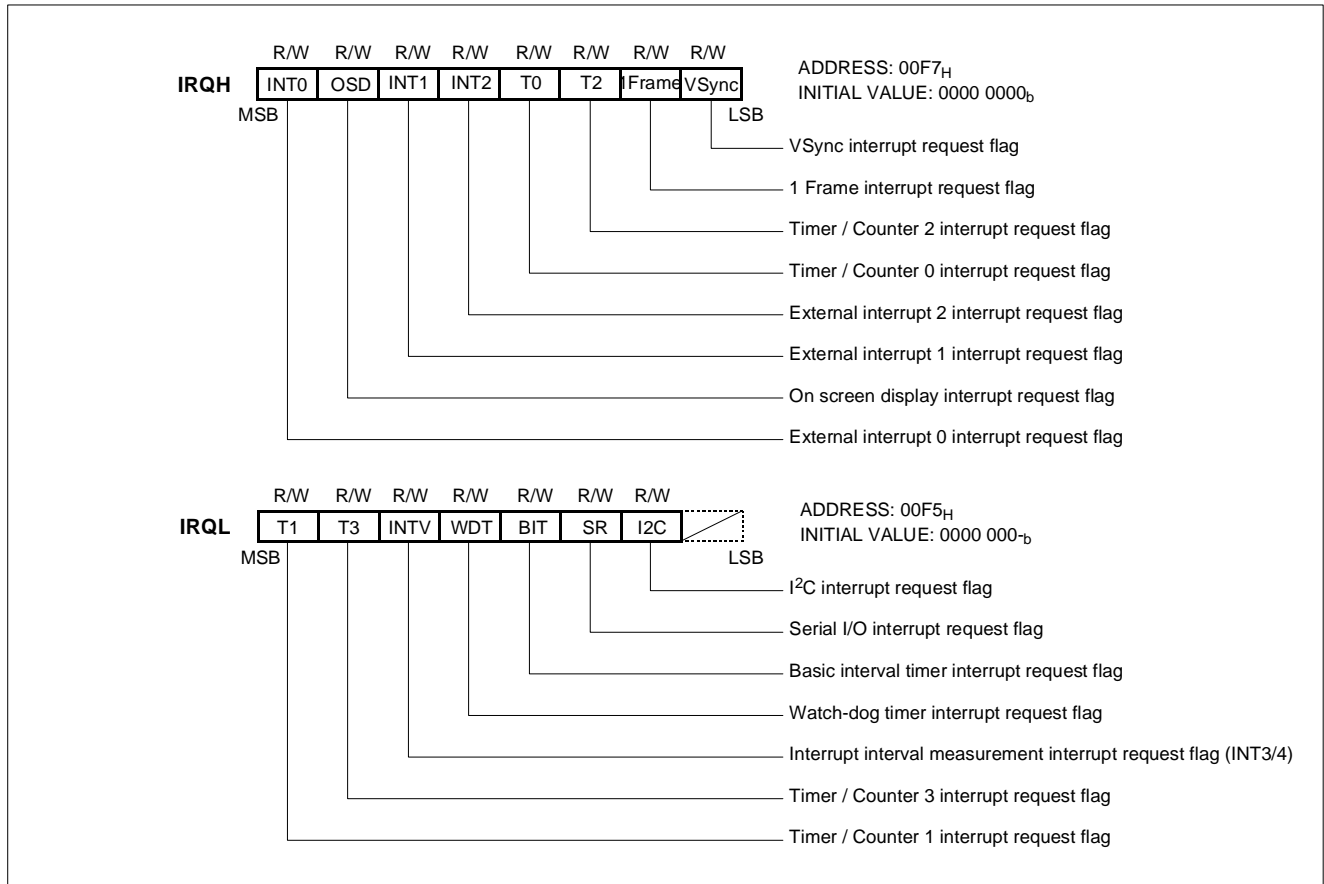 R/W R/W R/W R/W R/W R/W R/W R/W
IRQH INT0 OSD INT1 INT2 T0 T2 1Frame VSync
ADDRESS: 00F7H
INITIAL VALUE: 0000 0000b
MSB LSB
VSync interrupt request flag
1 Frame interrupt request flag
Timer / Counter 2 interrupt request flag
Timer / Counter 0 interrupt request flag
External interrupt 2 interrupt request flag
External interrupt 1 interrupt request flag
On screen display interrupt request flag
External interrupt 0 interrupt request flag
R/W R/W R/W R/W R/W R/W R/W
IRQL T1 T3 INTV WDT BIT SR I2C
ADDRESS: 00F5H
INITIAL VALUE: 0000 000-b
MSB LSB
I2C interrupt request flag
Serial I/O interrupt request flag
Basic interval timer interrupt request flag
Watch-dog timer interrupt request flag
Interrupt interval measurement interrupt request flag (INT3/4)
Timer / Counter 3 interrupt request flag
Timer / Counter 1 interrupt request flag